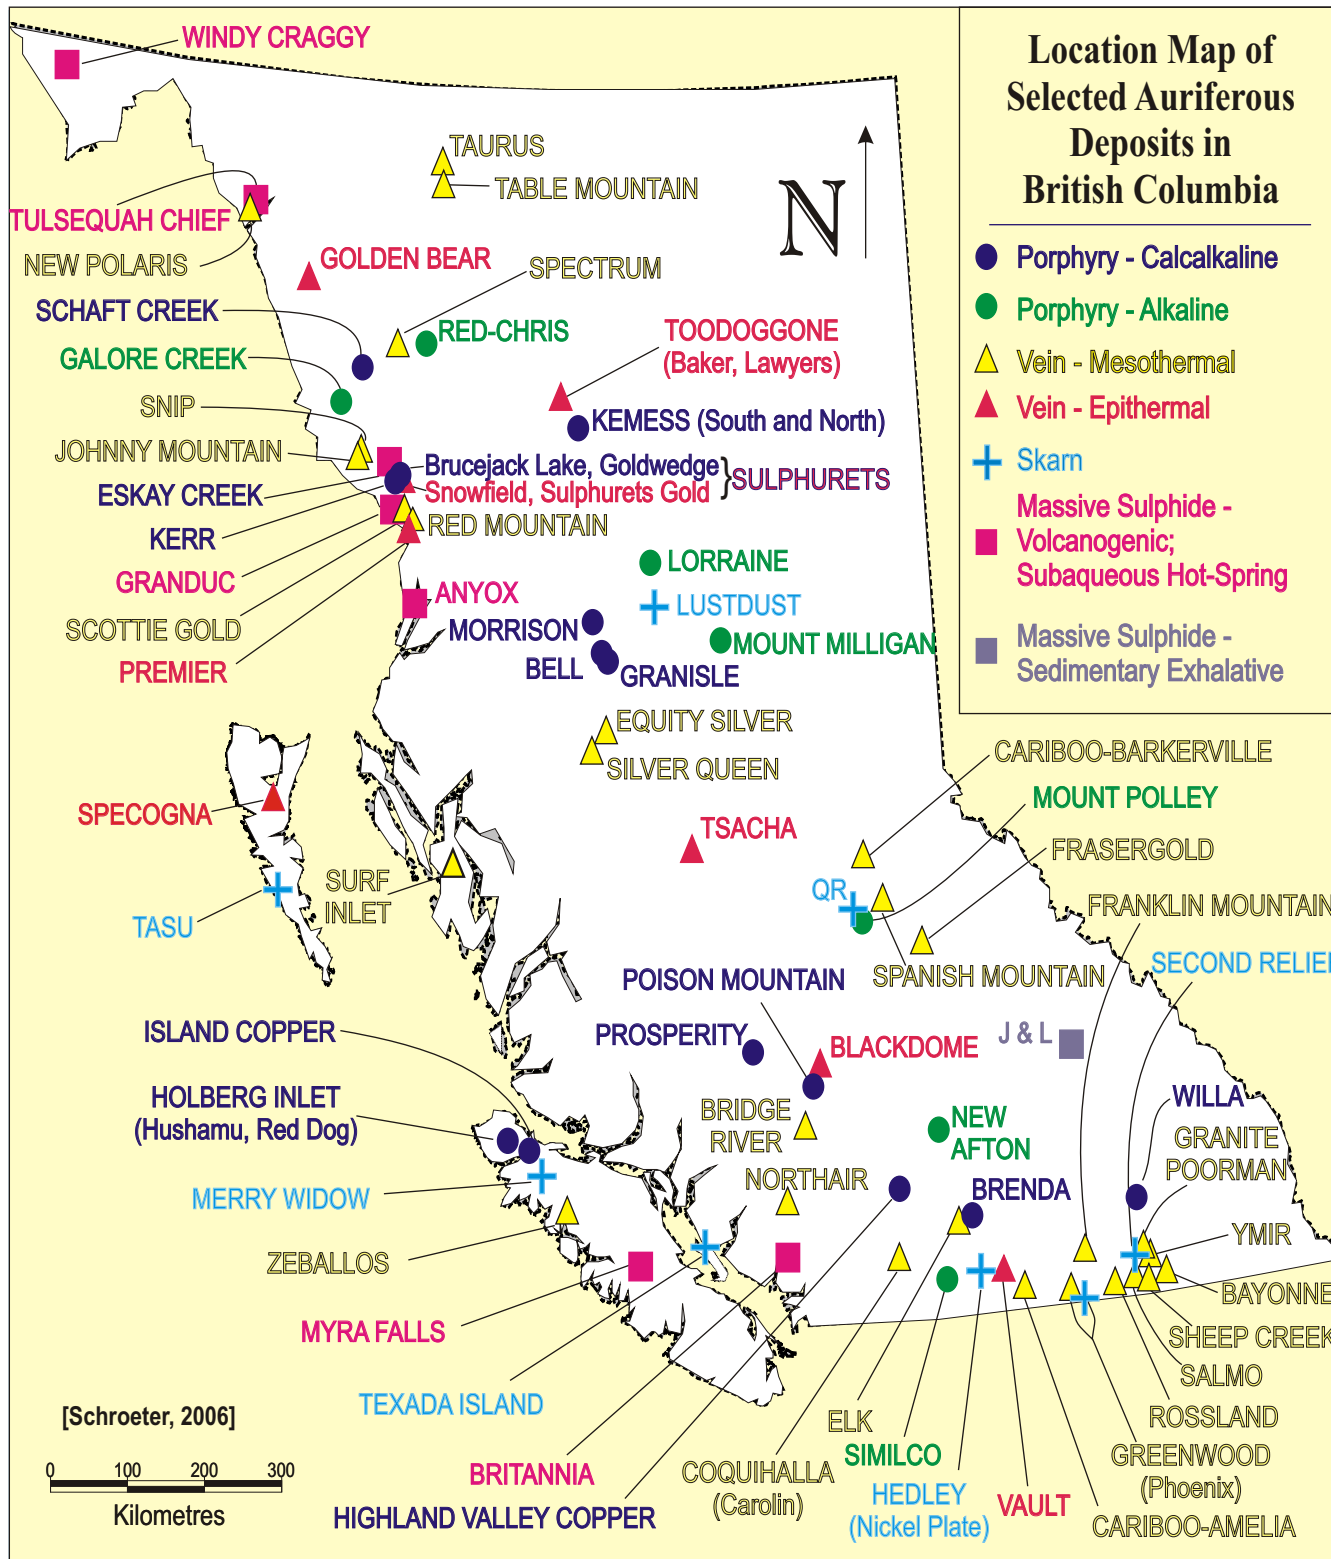 Location Map of
Selected Auriferous
Deposits in
British Columbia
Porphyry - Calcalkaline
Porphyry - Alkaline
Vein - Mesothermal
Vein - Epithermal
Skarn
Massive Sulphide -
Volcanogenic;
Subaqueous Hot-Spring
Massive Sulphide -
Sedimentary Exhalative
N
WINDY CRAGGY
TAURUS
TABLE MOUNTAIN
TULSEQUAH CHIEF
NEW POLARIS
GOLDEN BEAR
SPECTRUM
SCHAFT CREEK
RED-CHRIS
GALORE CREEK
TOODOGGONE
(Baker, Lawyers)
SNIP
KEMESS (South and North)
JOHNNY MOUNTAIN
Brucejack Lake, Goldwedge
Snowfield, Sulphurets Gold
SULPHURETS
ESKAY CREEK
RED MOUNTAIN
KERR
GRANDUC
LORRAINE
ANYOX
LUSTDUST
SCOTTIE GOLD
MORRISON
MOUNT MILLIGAN
PREMIER
BELL
GRANISLE
EQUITY SILVER
SILVER QUEEN
CARIBOO-BARKERVILLE
MOUNT POLLEY
SPECOGNA
TSACHA
FRASERGOLD
SURF
INLET
QR
FRANKLIN MOUNTAIN
TASU
SECOND RELIEF
SPANISH MOUNTAIN
POISON MOUNTAIN
ISLAND COPPER
PROSPERITY
BLACKDOME
J & L
HOLBERG INLET
(Hushamu, Red Dog)
BRIDGE
RIVER
NEW
AFTON
WILLA
GRANITE
POORMAN
MERRY WIDOW
NORTHAIR
BRENDA
ZEBALLOS
YMIR
BAYONNE
MYRA FALLS
SHEEP CREEK
SALMO
TEXADA ISLAND
ROSSLAND
[Schroeter, 2006]
ELK
SIMILCO
GREENWOOD
(Phoenix)
BRITANNIA
COQUIHALLA
(Carolin)
HEDLEY
(Nickel Plate)
VAULT
HIGHLAND VALLEY COPPER
CARIBOO-AMELIA
0 100 200 300
Kilometres